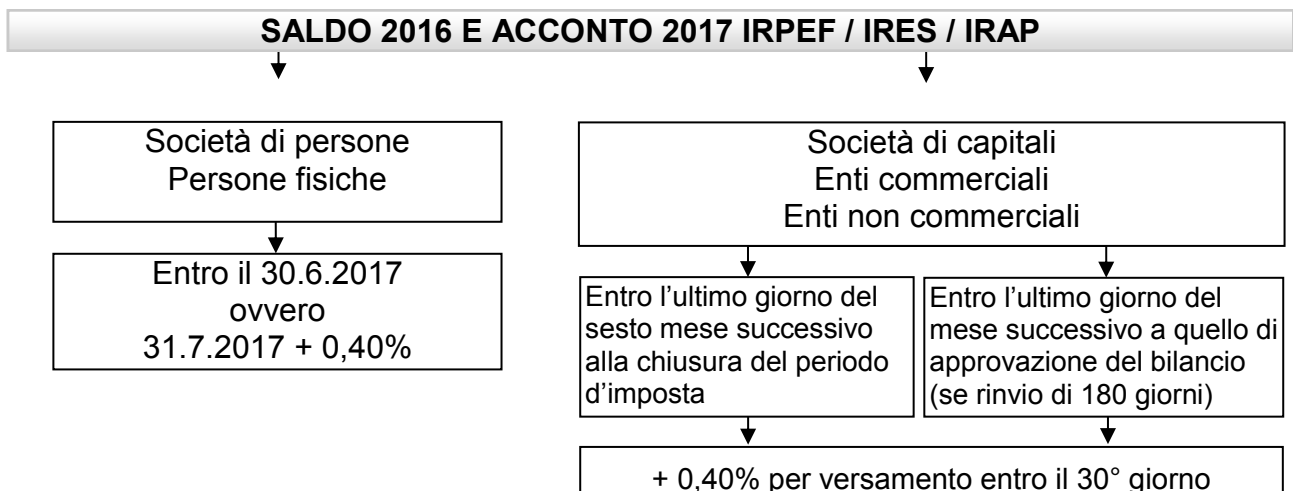 SALDO 2016 E ACCONTO 2017 IRPEF / IRES / IRAP
Società di persone
Persone fisiche
Entro il 30.6.2017
ovvero
31.7.2017 + 0,40%
Società di capitali
Enti commerciali
Enti non commerciali
Entro l’ultimo giorno del
sesto mese successivo
alla chiusura del periodo
d’imposta
Entro l’ultimo giorno del
mese successivo a quello di
approvazione del bilancio
(se rinvio di 180 giorni)
+ 0,40% per versamento entro il 30° giorno